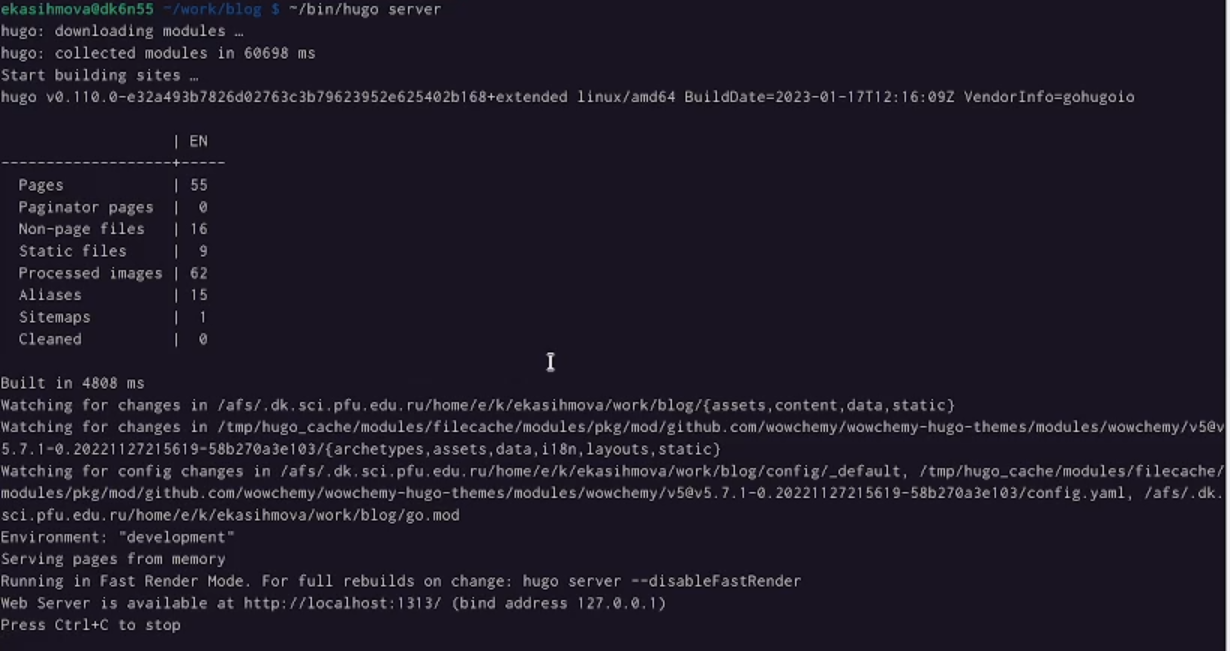 ekasihmova@dk6n55 ~/work/blog $ ~/bin/hugo server
hugo: downloading modules …
hugo: collected modules in 60698 ms
Start building sites …
hugo v0.110.0-e32a493b7826d02763c3b79623952e625402b168+extended linux/amd64 BuildDate=2023-01-17T12:16:09Z VendorInfo=gohugoio
                   | EN
-------------------+-----
  Pages            | 55
  Paginator pages  |  0
  Non-page files   | 16
  Static files     |  9
  Processed images | 62
  Aliases          | 15
  Sitemaps         |  1
  Cleaned          |  0
Built in 4808 ms
Watching for changes in /afs/.dk.sci.pfu.edu.ru/home/e/k/ekasihmova/work/blog/{assets,content,data,static}
Watching for changes in /tmp/hugo_cache/modules/filecache/modules/pkg/mod/github.com/wowchemy/wowchemy-hugo-themes/modules/wowchemy/v5@v
5.7.1-0.20221127215619-58b270a3e103/{archetypes,assets,data,i18n,layouts,static}
Watching for config changes in /afs/.dk.sci.pfu.edu.ru/home/e/k/ekasihmova/work/blog/config/_default, /tmp/hugo_cache/modules/filecache/
modules/pkg/mod/github.com/wowchemy/wowchemy-hugo-themes/modules/wowchemy/v5@v5.7.1-0.20221127215619-58b270a3e103/config.yaml, /afs/.dk.
sci.pfu.edu.ru/home/e/k/ekasihmova/work/blog/go.mod
Environment: "development"
Serving pages from memory
Running in Fast Render Mode. For full rebuilds on change: hugo server --disableFastRender
Web Server is available at http://localhost:1313/ (bind address 127.0.0.1)
Press Ctrl+C to stop